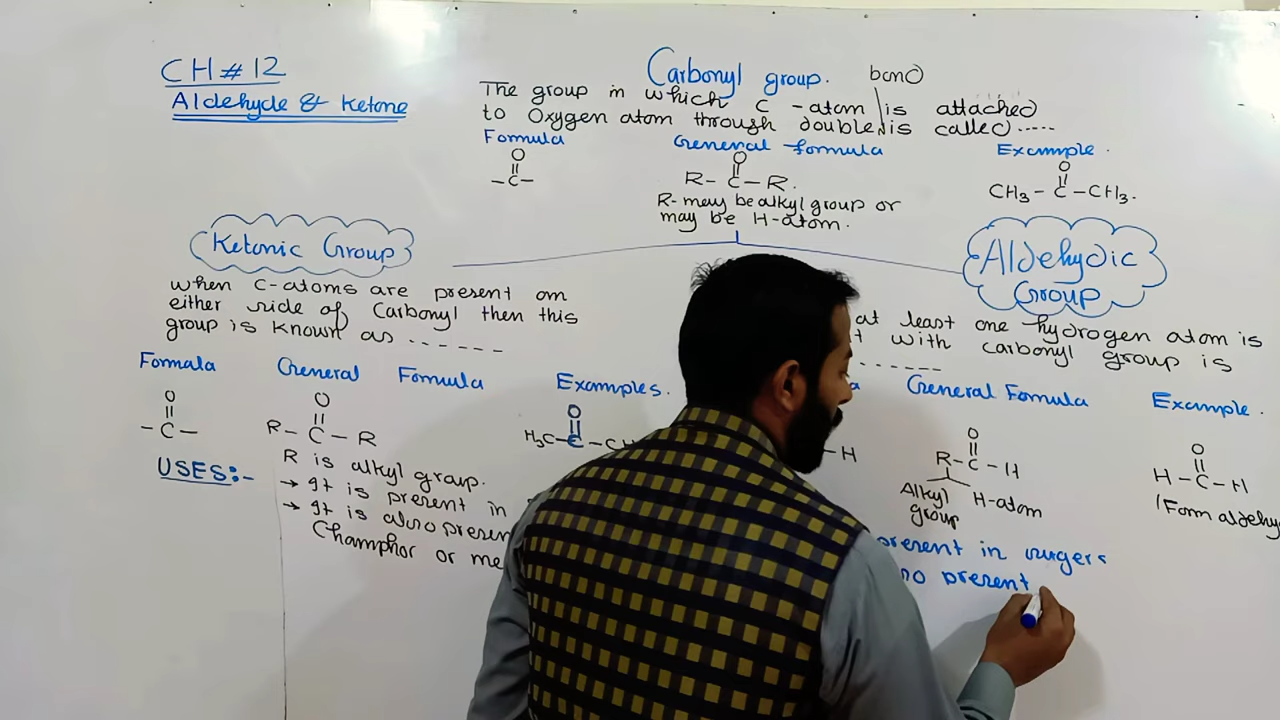 CH # 12
Aldehyde & Ketone
Carbonyl group.
bond
The group in which C-atom is attached
to Oxygen atom through double is called .....
Formula
General formula
Example.
O
||
-C-
O
||
R-C-R.
O
||
CH₃-C-CH₃.
R-may be alkyl group or
may be H-atom.
Ketonic Group
when C-atoms are present on
either side of Carbonyl then this
group is known as ------
Formala
General Fomula
Examples.
O
||
-C-
O
||
R-C-R
O
||
H₃C-C-
R is alkyl group.
USES:-
→ It is present in
→ It is also present
Champhor or me
Aldehydic
Group
at least one hydrogen atom is
with carbonyl group is
------
General Formula
Example.
-H
O
||
R-C-H
Alkyl
group
H-atom
O
||
H-C-H
(Form aldehy
present in sugers
present